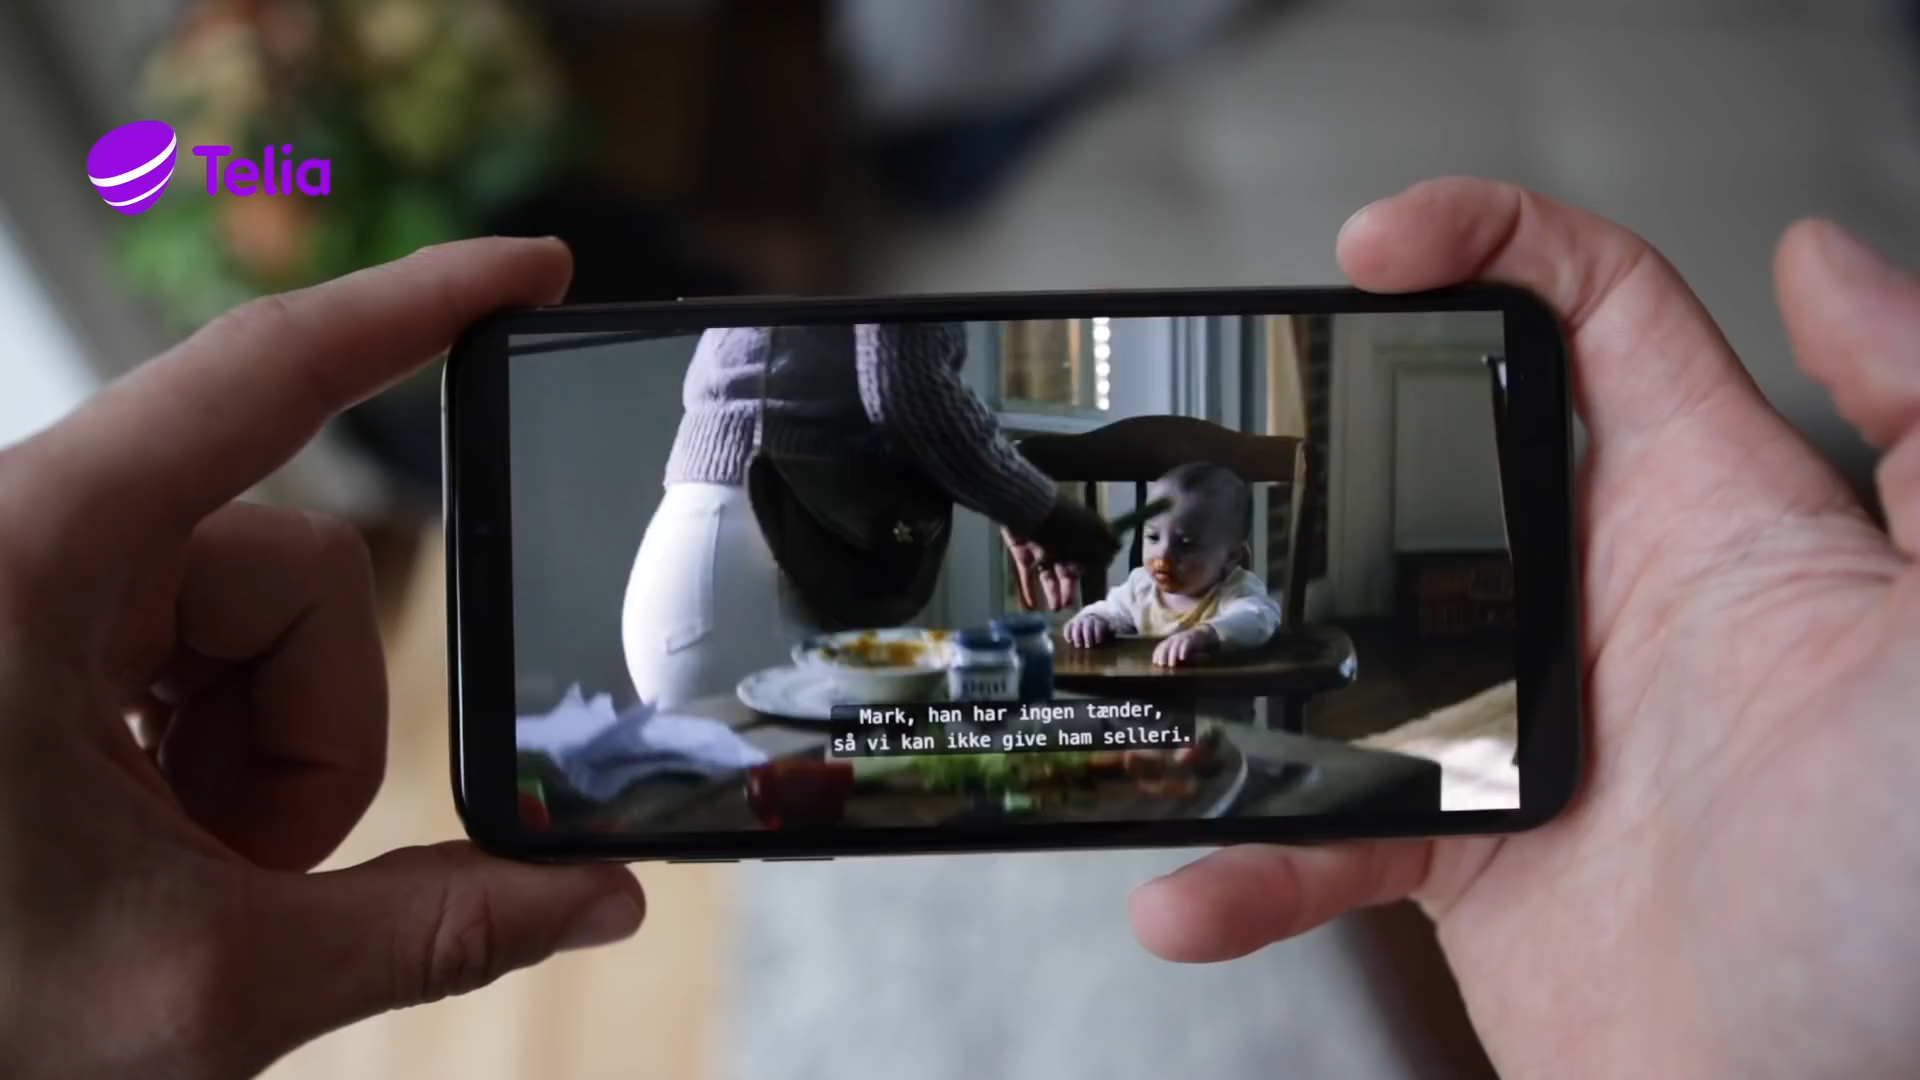 Telia
Mark, han har ingen tænder,
så vi kan ikke give ham selleri.